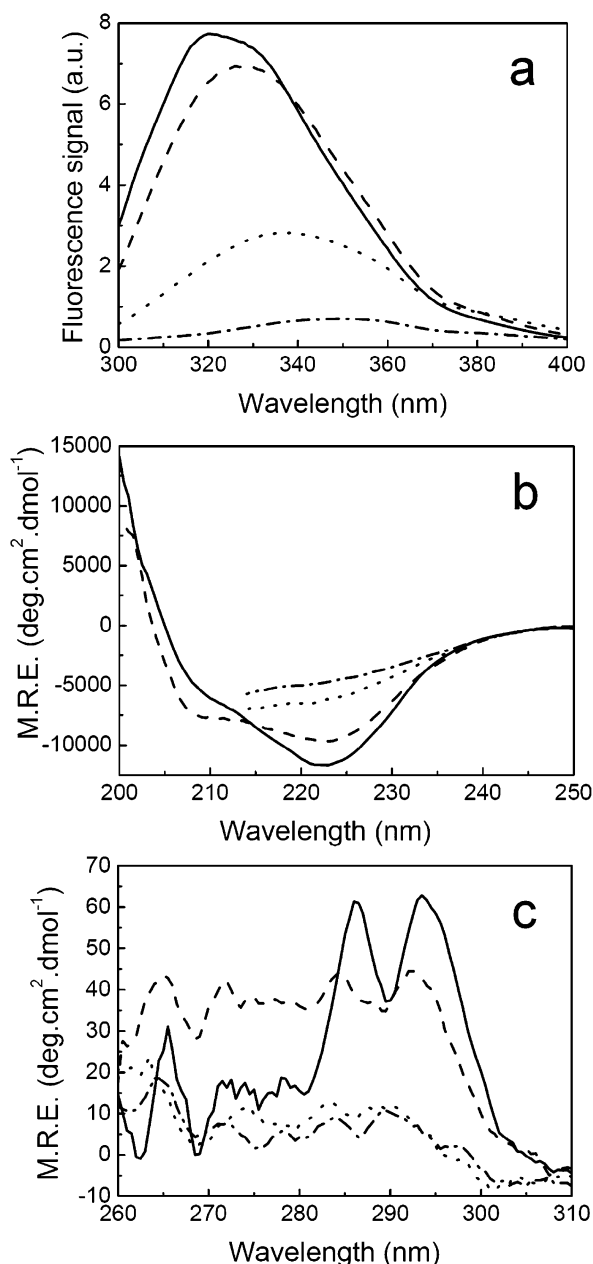 a
8
6
4
2
0
Fluorescence signal (a.u.)
300 320 340 360 380 400
Wavelength (nm)
b
15000
10000
5000
0
-5000
-10000
M.R.E. (deg.cm².dmol⁻¹)
200 210 220 230 240 250
Wavelength (nm)
c
70
60
50
40
30
20
10
0
-10
M.R.E. (deg.cm².dmol⁻¹)
260 270 280 290 300 310
Wavelength (nm)